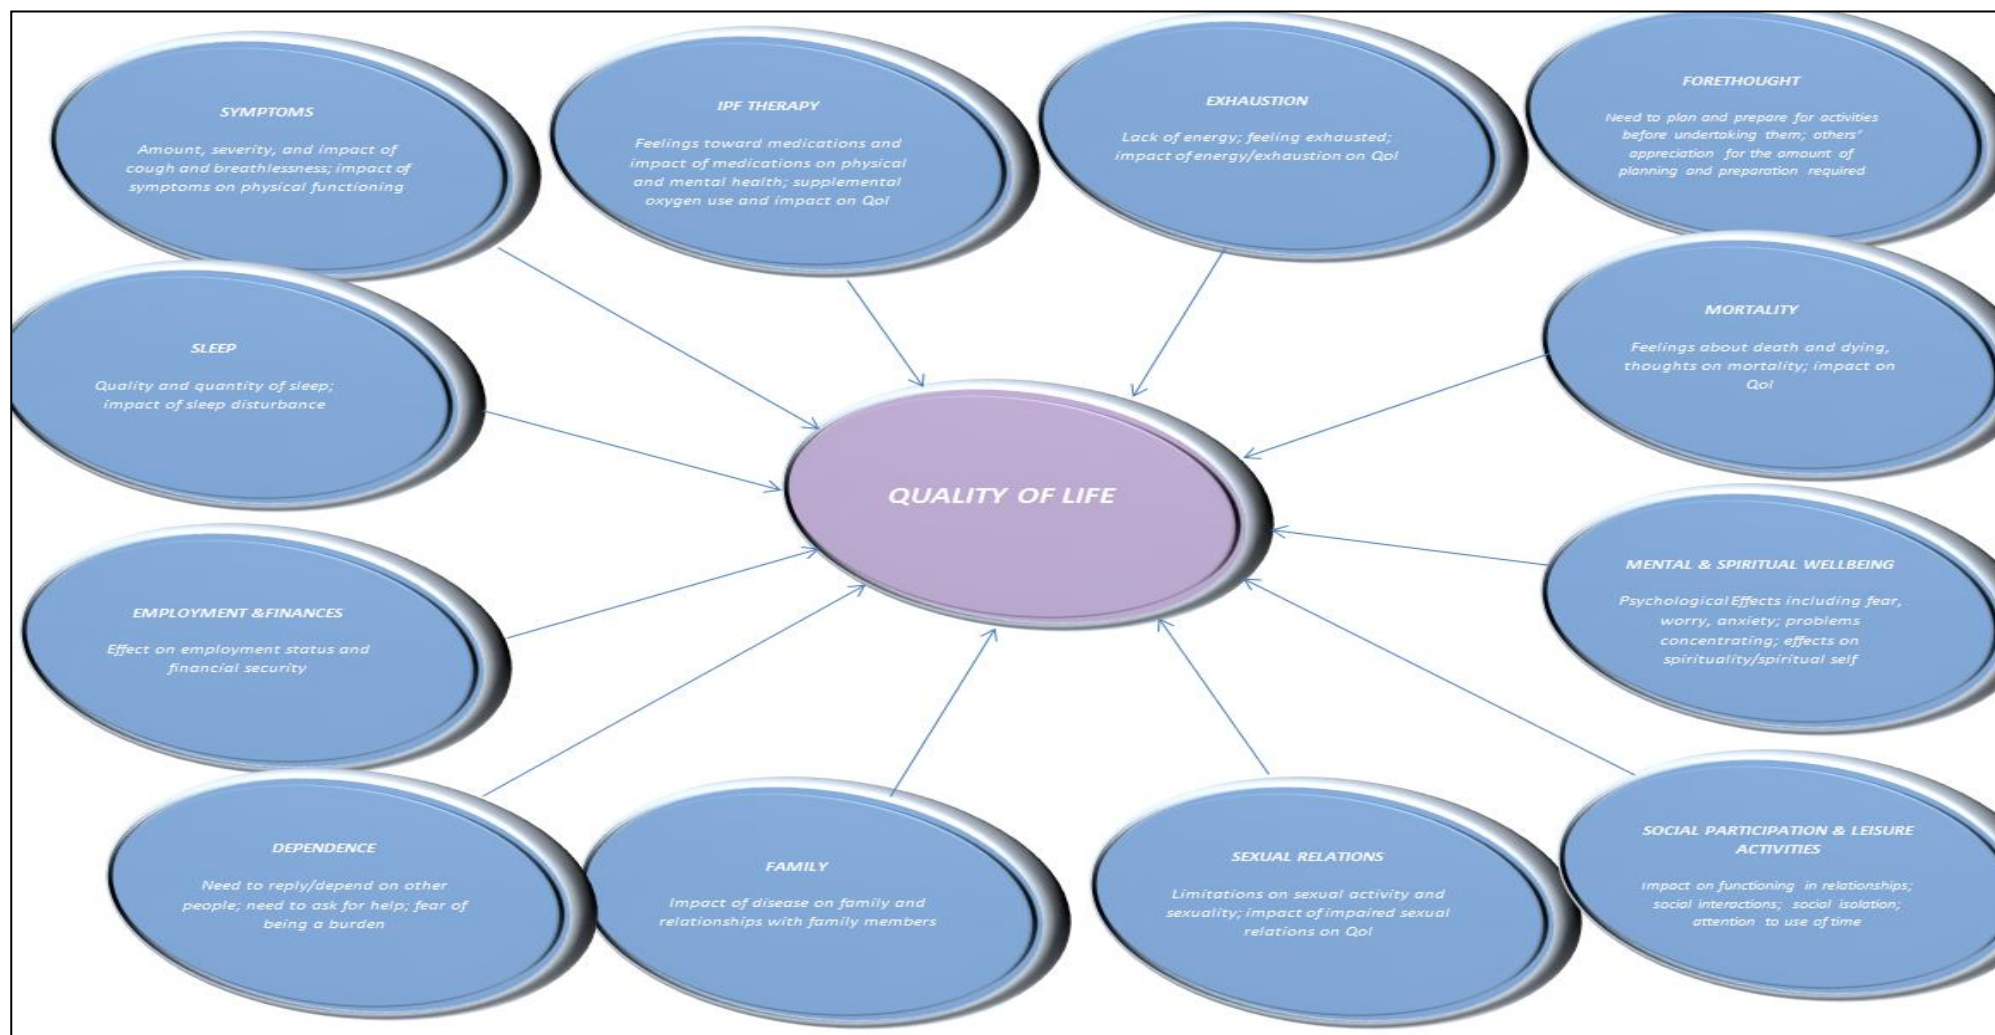 SYMPTOMS
Amount, severity, and impact of
cough and breathlessness; impact of
symptoms on physical functioning
IPF THERAPY
Feelings toward medications and
impact of medications on physical
and mental health; supplemental
oxygen use and impact on Qol
EXHAUSTION
Lack of energy; feeling exhausted;
impact of energy/exhaustion on Qol
FORETHOUGHT
Need to plan and prepare for activities
before undertaking them; others'
appreciation for the amount of
planning and preparation required
SLEEP
Quality and quantity of sleep;
impact of sleep disturbance
MORTALITY
Feelings about death and dying,
thoughts on mortality; impact on
Qol
QUALITY OF LIFE
EMPLOYMENT &FINANCES
Effect on employment status and
financial security
MENTAL & SPIRITUAL WELLBEING
Psychological Effects including fear,
worry, anxiety; problems
concentrating; effects on
spirituality/spiritual self
DEPENDENCE
Need to reply/depend on other
people; need to ask for help; fear of
being a burden
FAMILY
Impact of disease on family and
relationships with family members
SEXUAL RELATIONS
Limitations on sexual activity and
sexuality; impact of impaired sexual
relations on Qol
SOCIAL PARTICIPATION & LEISURE
ACTIVITIES
Impact on functioning in relationships;
social interactions; social isolation;
attention to use of time